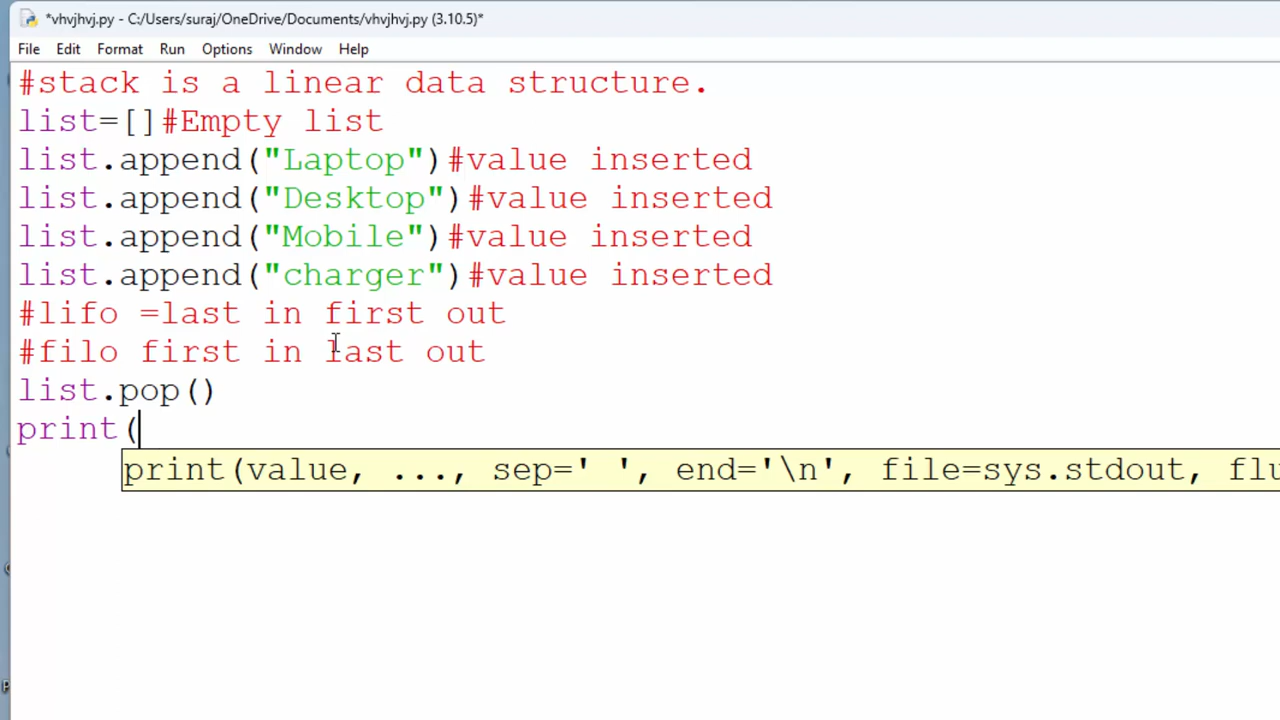 *vhvjhvj.py - C:/Users/suraj/OneDrive/Documents/vhvjhvj.py (3.10.5)*
File Edit Format Run Options Window Help
#stack is a linear data structure.
list=[]#Empty list
list.append("Laptop")#value inserted
list.append("Desktop")#value inserted
list.append("Mobile")#value inserted
list.append("charger")#value inserted
#lifo =last in first out
#filo first in last out
list.pop()
print(
print(value, ..., sep=' ', end='\n', file=sys.stdout, flu